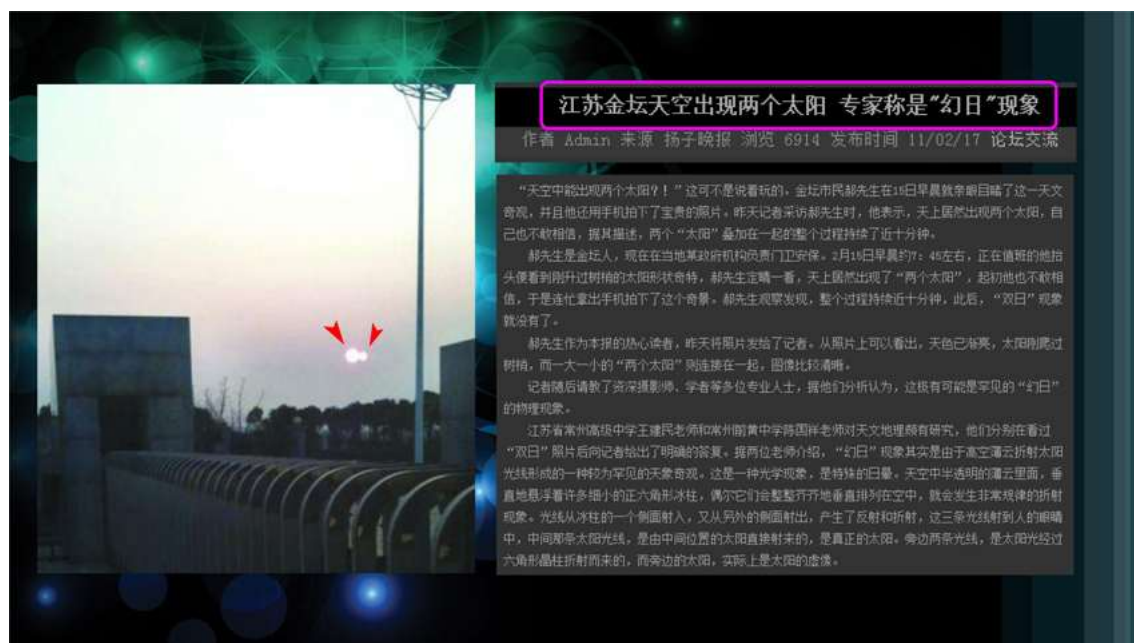 江苏金坛天空出现两个太阳 专家称是"幻日"现象
作者 Admin 来源 扬子晚报 浏览 6914 发布时间 11/02/17 论坛交流
“天空中能出现两个太阳？！”这可不是说着玩的，金坛市民郝先生在15日早晨就亲眼目睹了这一天文
奇观，并且他还用手机拍下了宝贵的照片。昨天记者采访郝先生时，他表示，天上居然出现两个太阳，自
己也不敢相信，据其描述，两个“太阳”叠加在一起的整个过程持续了近十分钟。
郝先生是金坛人，现在在当地某政府机构负责门卫安保。2月15日早晨约7：45左右，正在值班的他抬
头便看到刚升过树梢的太阳形状奇特，郝先生定睛一看，天上居然出现了“两个太阳”，起初他也不敢相
信，于是连忙拿出手机拍下了这个奇景。郝先生观察发现，整个过程持续近十分钟，此后，“双日”现象
就没有了。
郝先生作为本报的热心读者，昨天将照片发给了记者。从照片上可以看出，天色已渐亮，太阳刚爬过
树梢，而一大一小的“两个太阳”则连接在一起，图像比较清晰。
记者随后请教了资深摄影师、学者等多位专业人士，据他们分析认为，这极有可能是罕见的“幻日”
的物理现象。
江苏省常州高级中学王建民老师和常州前黄中学陈国祥老师对天文地理颇有研究，他们分别在看过
“双日”照片后向记者给出了明确的答复。据两位老师介绍，“幻日”现象其实是由于高空薄云折射太阳
光线形成的一种较为罕见的天象奇观。这是一种光学现象，是特殊的日晕。天空中半透明的薄云里面，垂
直地悬浮着许多细小的正六角形冰柱，偶尔它们会整整齐齐地垂直排列在空中，就会发生非常规律的折射
现象。光线从冰柱的一个侧面射入，又从另外的侧面射出，产生了反射和折射，这三条光线射到人的眼睛
中，中间那条太阳光线，是由中间位置的太阳直接射来的，是真正的太阳。旁边两条光线，是太阳光经过
六角形晶柱折射而来的，而旁边的太阳，实际上是太阳的虚像。